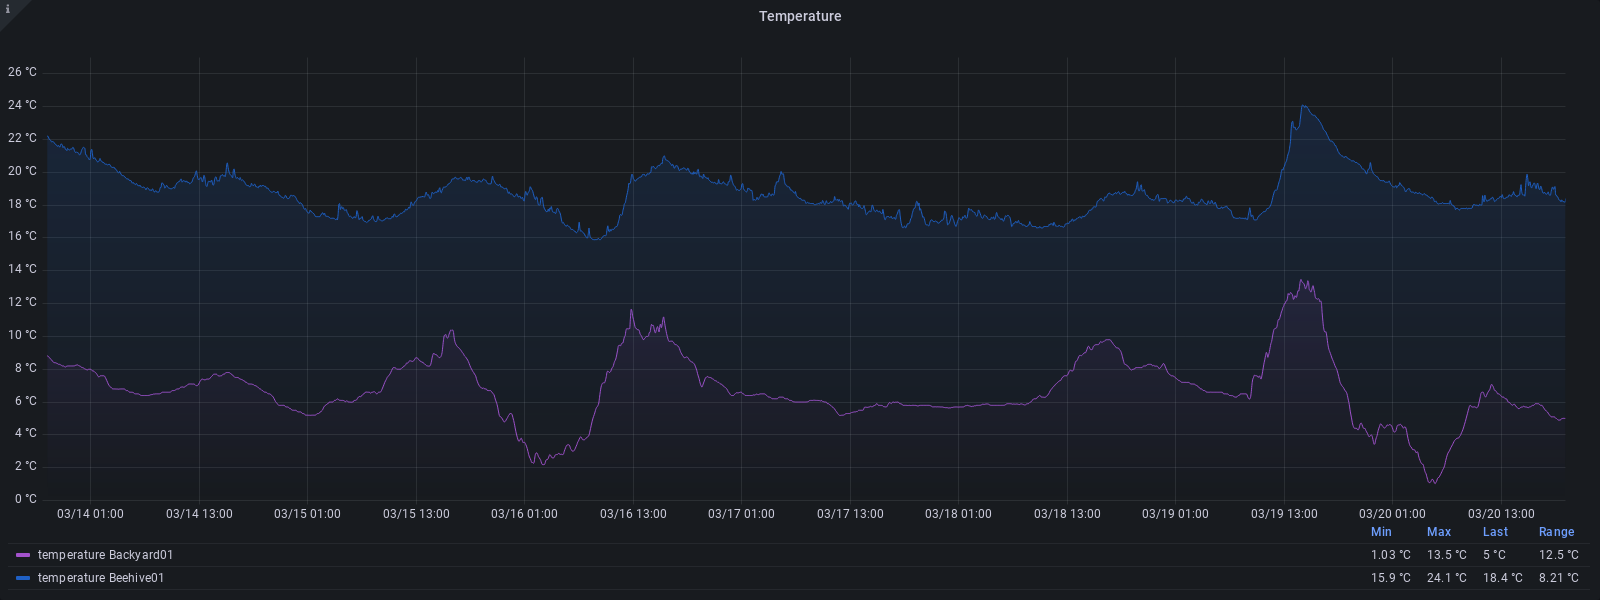 i
Temperature
26 °C
24 °C
22 °C
20 °C
18 °C
16 °C
14 °C
12 °C
10 °C
8 °C
6 °C
4 °C
2 °C
0 °C
03/14 01:00 03/14 13:00 03/15 01:00 03/15 13:00 03/16 01:00 03/16 13:00 03/17 01:00 03/17 13:00 03/18 01:00 03/18 13:00 03/19 01:00 03/19 13:00 03/20 01:00 03/20 13:00
Min Max Last Range
temperature Backyard01 1.03 °C 13.5 °C 5 °C 12.5 °C
temperature Beehive01 15.9 °C 24.1 °C 18.4 °C 8.21 °C